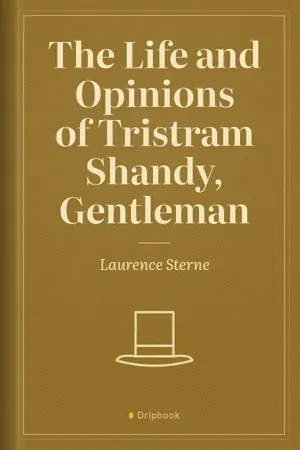 The Life and
Opinions
of Tristram
Shandy,
Gentleman
Laurence Sterne
Dripbook